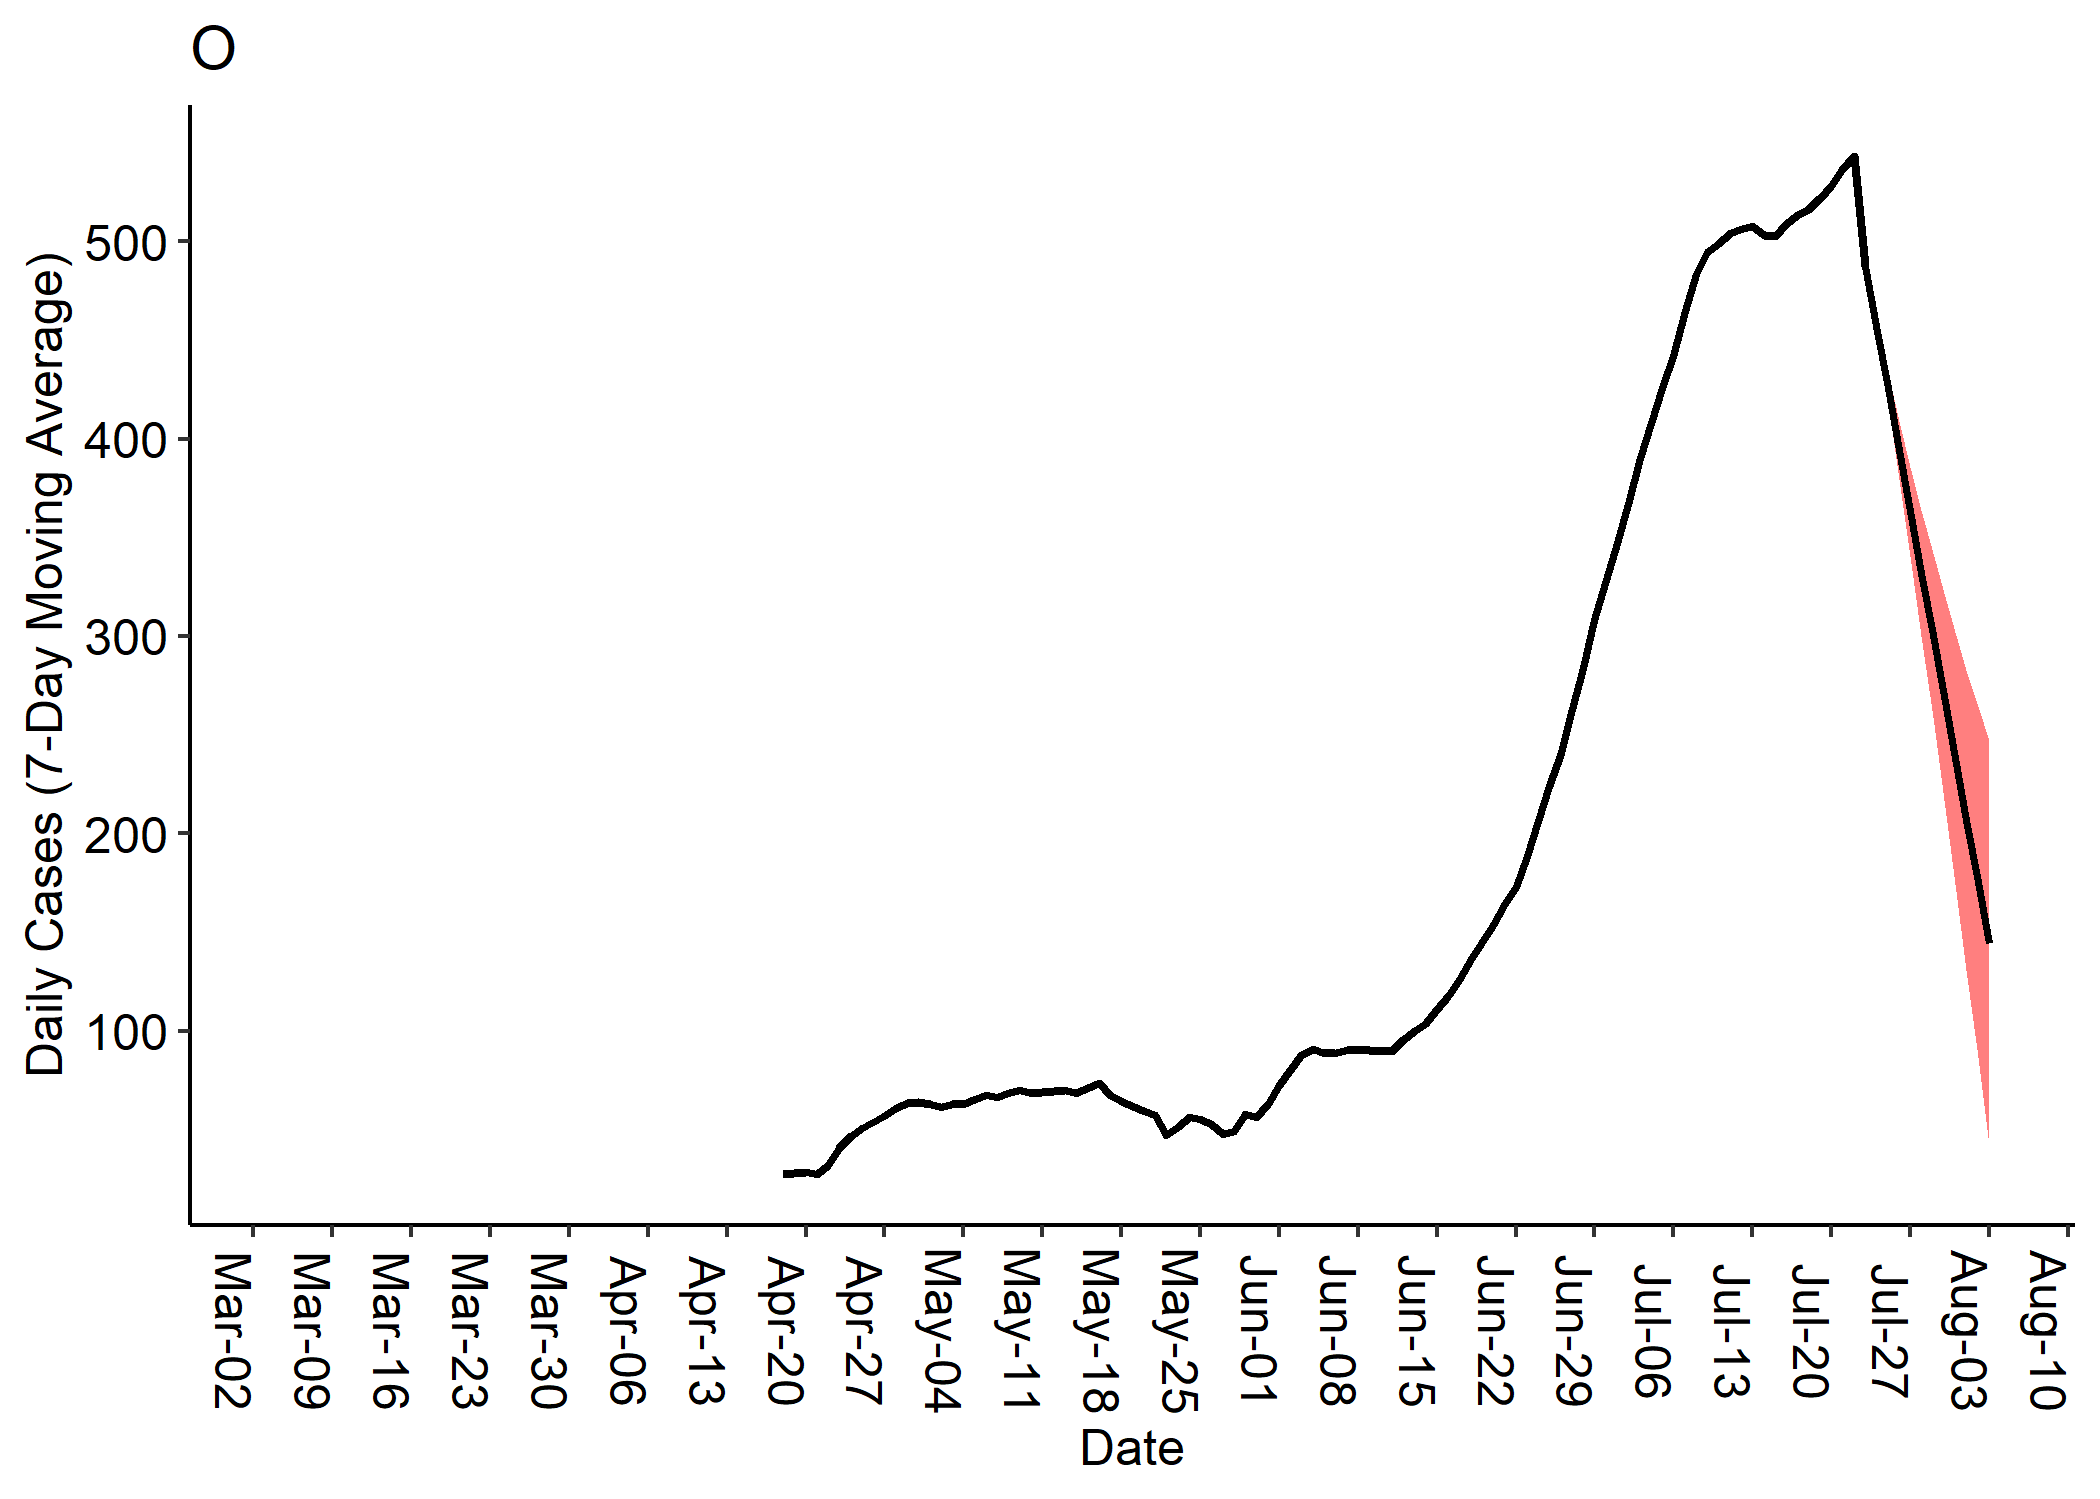 O
Daily Cases (7-Day Moving Average)
500
400
300
200
100
Mar-02
Mar-09
Mar-16
Mar-23
Mar-30
Apr-06
Apr-13
Apr-20
Apr-27
May-04
May-11
May-18
May-25
Jun-01
Jun-08
Jun-15
Jun-22
Jun-29
Jul-06
Jul-13
Jul-20
Jul-27
Aug-03
Aug-10
Date